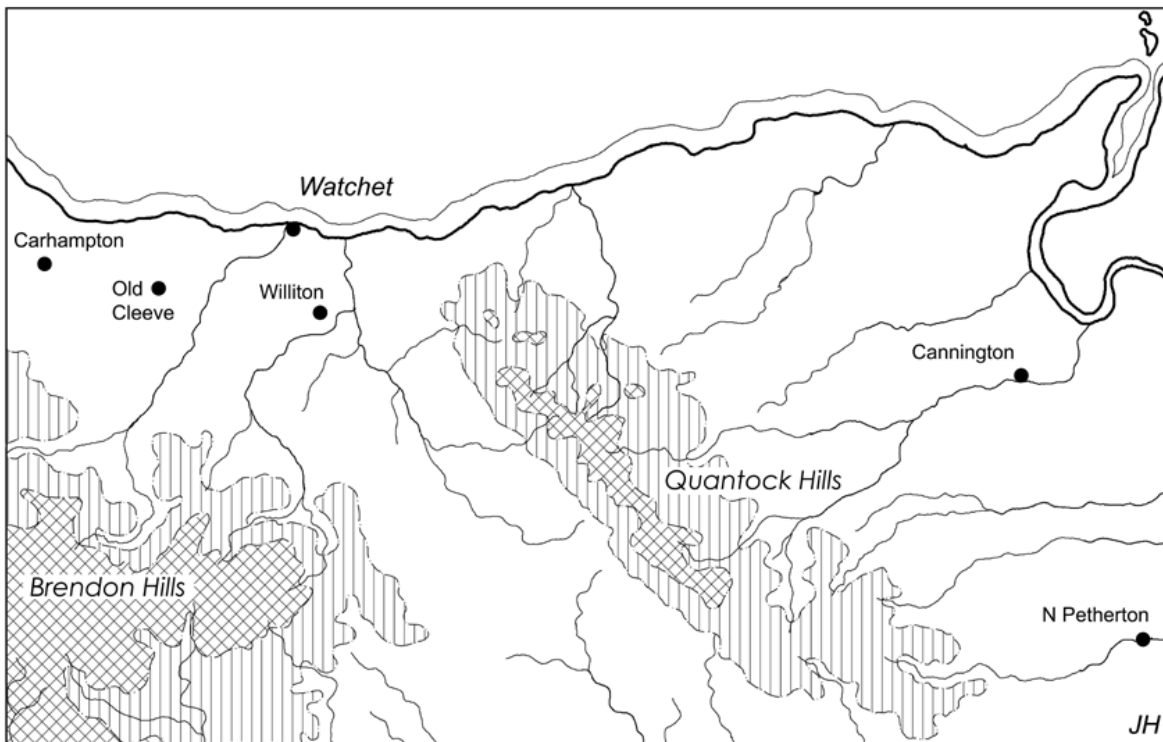 Watchet
Carhampton
Old
Cleeve
Williton
Cannington
Quantock Hills
Brendon Hills
N Petherton
JH